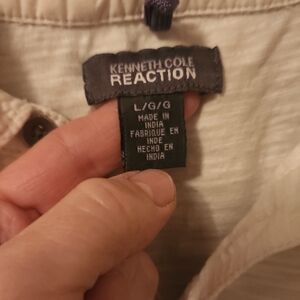 KENNETH COLE
REACTION
L/G/G
MADE IN
INDIA
FABRIQUE EN
INDE
HECHO EN
INDIA